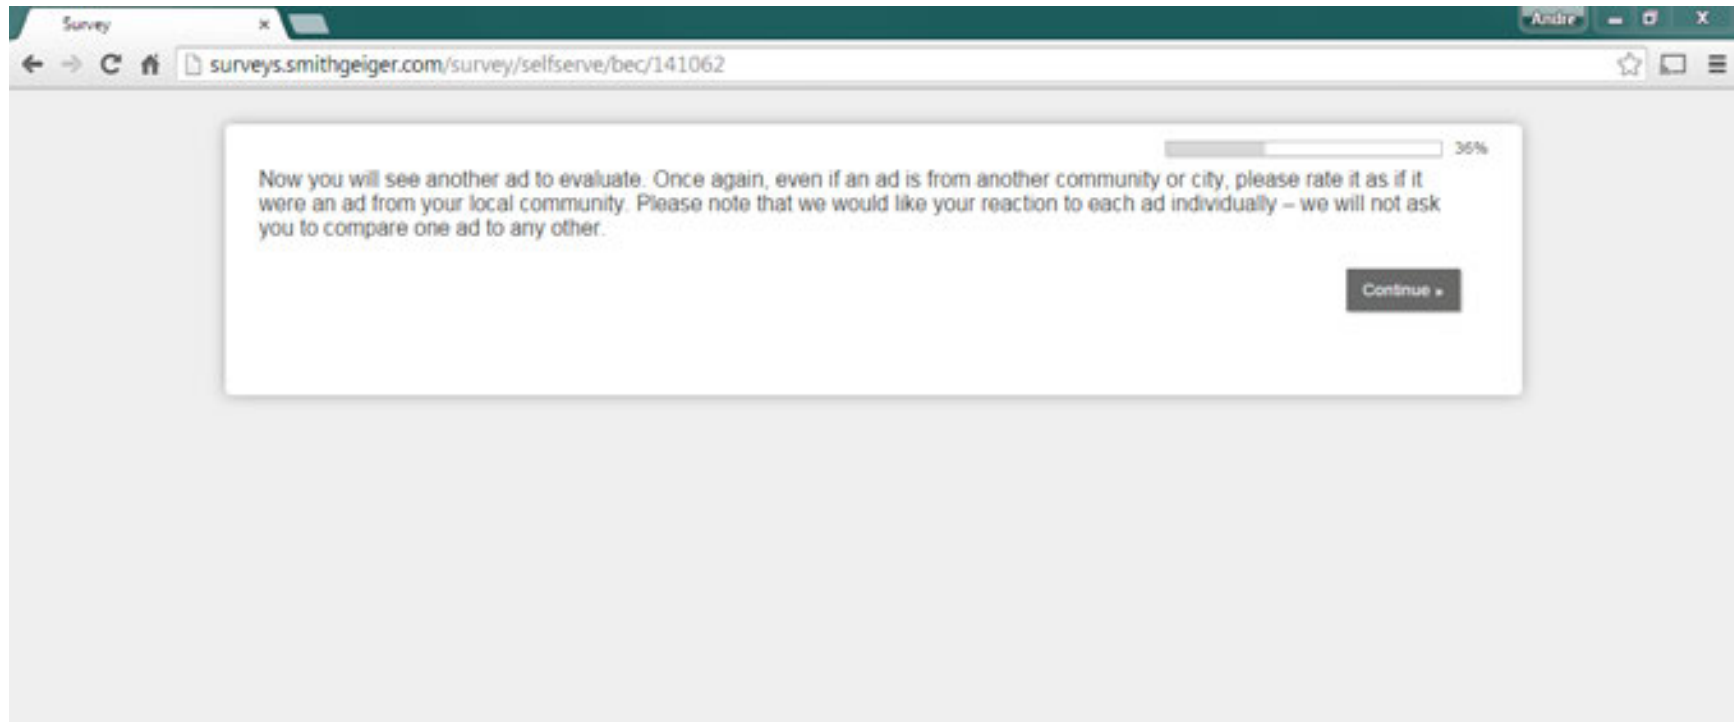 Survey
Andre
surveys.smithgeiger.com/survey/selfserve/bec/141062
36%
Now you will see another ad to evaluate. Once again, even if an ad is from another community or city, please rate it as if it
were an ad from your local community. Please note that we would like your reaction to each ad individually – we will not ask
you to compare one ad to any other.
Continue »